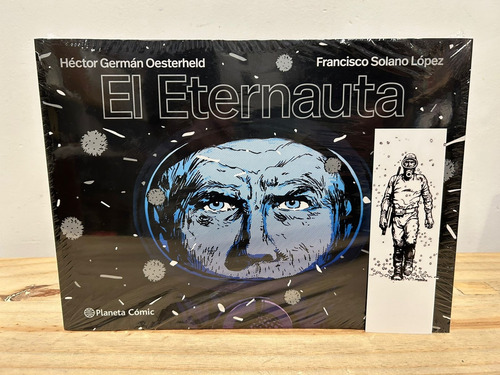 Héctor Germán Oesterheld
Francisco Solano López
El Eternauta
Planeta Cómic